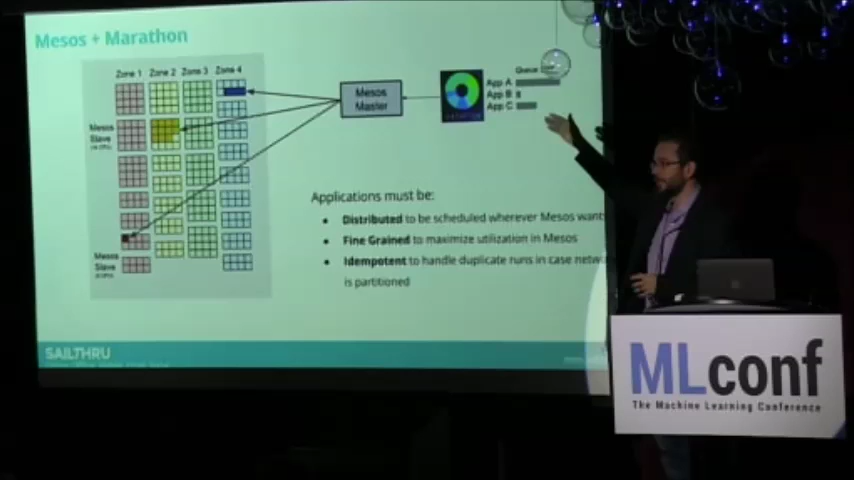 Mesos + Marathon
Zone 1 Zone 2 Zone 3 Zone 4
Mesos
Slave
Mesos
Slave
Mesos
Master
Queue
App A
App B
App C
Applications must be:
Distributed to be scheduled wherever Mesos want
Fine Grained to maximize utilization in Mesos
Idempotent to handle duplicate runs in case netw
is partitioned
SAILTHRU
MLconf
The Machine Learning Conference